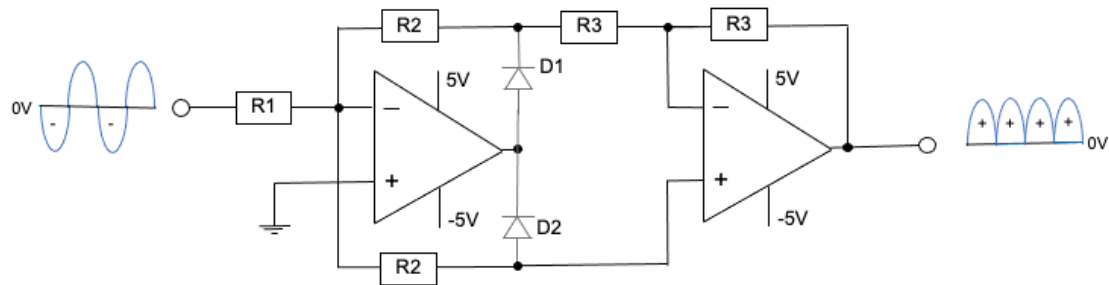 R2 R3 R3
5V D1 5V
0V - - R1 − − + + + + 0V
+ +
-5V D2 -5V
R2